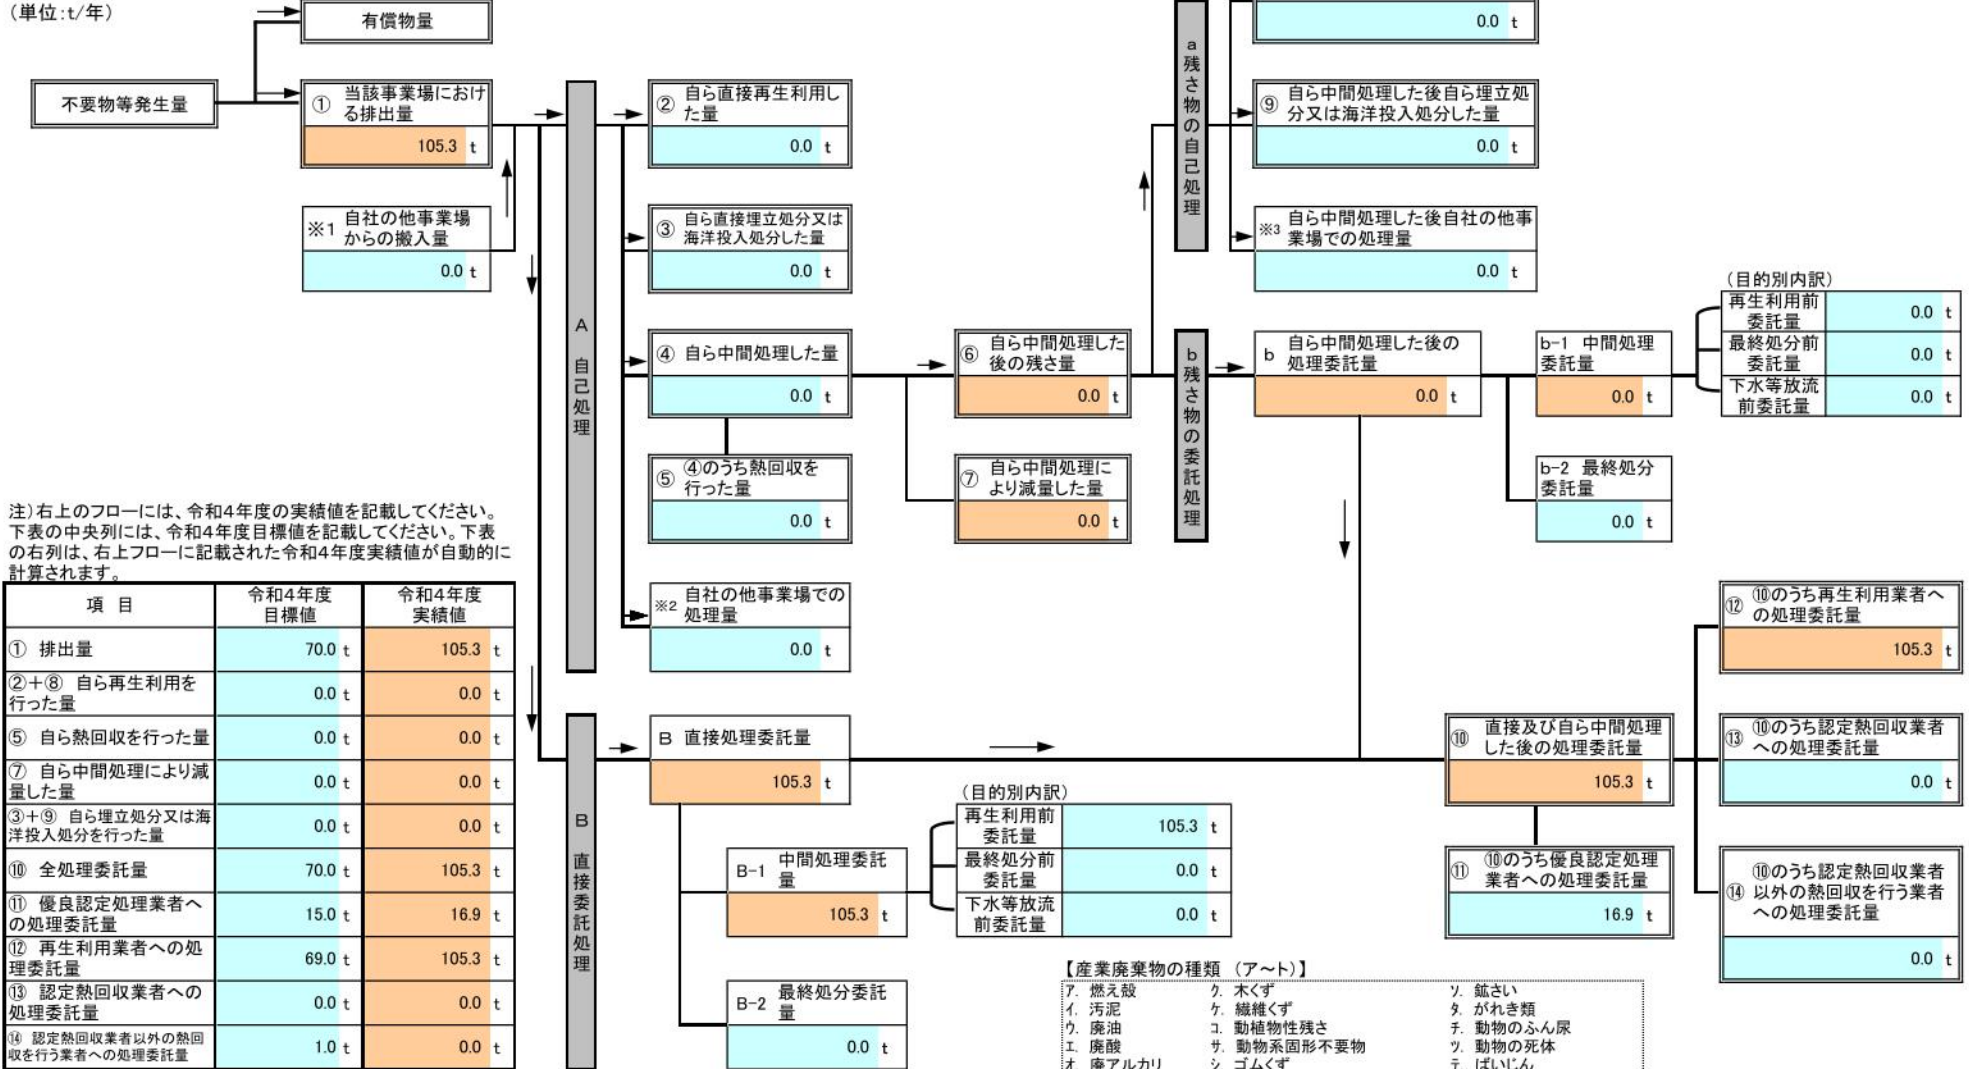 (単位:t/年)
有償物量
不要物等発生量
① 当該事業場におけ
る排出量
105.3 t
※1 自社の他事業場
からの搬入量
0.0 t
A 自己処理
② 自ら直接再生利用し
た量
0.0 t
③ 自ら直接埋立処分又は
海洋投入処分した量
0.0 t
④ 自ら中間処理した量
0.0 t
⑤ ④のうち熱回収を
行った量
0.0 t
※2 自社の他事業場での
処理量
0.0 t
⑥ 自ら中間処理した
後の残さ量
0.0 t
⑦ 自ら中間処理に
より減量した量
0.0 t
a残さ物の自己処理
0.0 t
⑨ 自ら中間処理した後自ら埋立処
分又は海洋投入処分した量
0.0 t
※3 自ら中間処理した後自社の他事
業場での処理量
0.0 t
b残さ物の委託処理
b 自ら中間処理した後の
処理委託量
0.0 t
b-1 中間処理
委託量
0.0 t
b-2 最終処分
委託量
0.0 t
(目的別内訳)
再生利用前
委託量
0.0 t
最終処分前
委託量
0.0 t
下水等放流
前委託量
0.0 t
注)右上のフローには、令和4年度の実績値を記載してください。
下表の中央列には、令和4年度目標値を記載してください。下表
の右列は、右上フローに記載された令和4年度実績値が自動的に
計算されます。
項 目
令和4年度
目標値
令和4年度
実績値
① 排出量 70.0 t 105.3 t
②+⑧ 自ら再生利用を
行った量
0.0 t 0.0 t
⑤ 自ら熱回収を行った量 0.0 t 0.0 t
⑦ 自ら中間処理により減
量した量
0.0 t 0.0 t
③+⑨ 自ら埋立処分又は海
洋投入処分を行った量
0.0 t 0.0 t
⑩ 全処理委託量 70.0 t 105.3 t
⑪ 優良認定処理業者へ
の処理委託量
15.0 t 16.9 t
⑫ 再生利用業者への処
理委託量
69.0 t 105.3 t
⑬ 認定熱回収業者への
処理委託量
0.0 t 0.0 t
⑭ 認定熱回収業者以外の熱回
収を行う業者への処理委託量
1.0 t 0.0 t
B 直接委託処理
B 直接処理委託量
105.3 t
B-1 中間処理委託
量
105.3 t
B-2 最終処分委託
量
0.0 t
(目的別内訳)
再生利用前
委託量
105.3 t
最終処分前
委託量
0.0 t
下水等放流
前委託量
0.0 t
⑩ 直接及び自ら中間処理
した後の処理委託量
105.3 t
⑪ ⑩のうち優良認定処理
業者への処理委託量
16.9 t
⑫ ⑩のうち再生利用業者へ
の処理委託量
105.3 t
⑬ ⑩のうち認定熱回収業者
への処理委託量
0.0 t
⑭ ⑩のうち認定熱回収業者
以外の熱回収を行う業者
への処理委託量
0.0 t
【産業廃棄物の種類 (ア~ト)】
ア. 燃え殻 ク. 木くず ソ. 鉱さい
イ. 汚泥 ケ. 繊維くず タ. がれき類
ウ. 廃油 コ. 動植物性残さ チ. 動物のふん尿
エ. 廃酸 サ. 動物系固形不要物 ツ. 動物の死体
オ. 廃アルカリ シ. ゴムくず テ. ばいじん